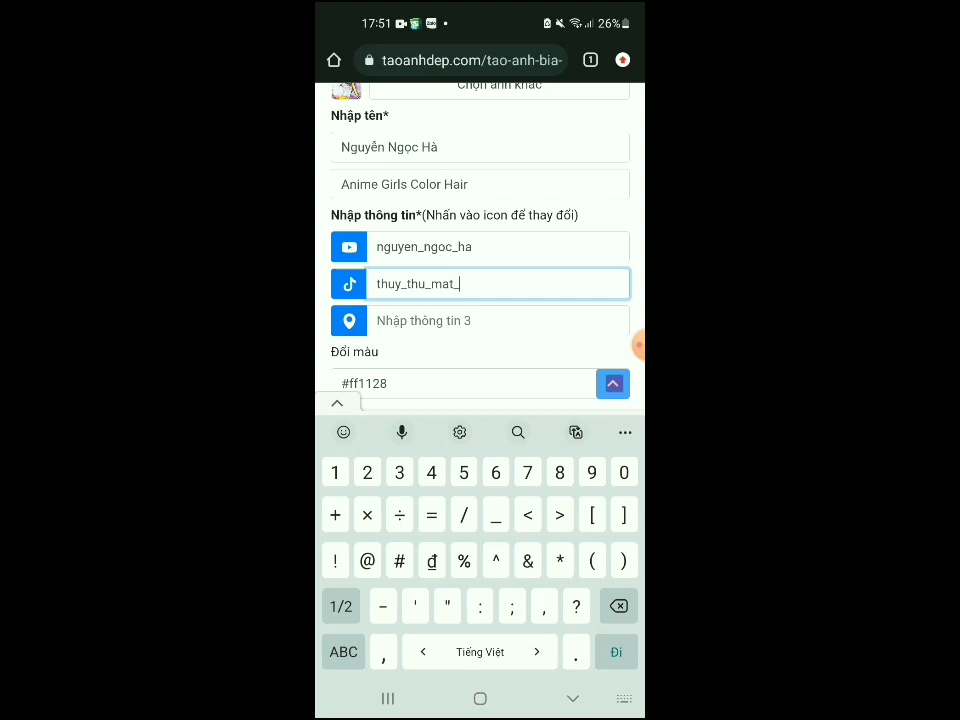 17:51 Zalo 26%
taoanhdep.com/tao-anh-bia- 1
Chọn ảnh khác
Nhập tên*
Nguyễn Ngọc Hà
Anime Girls Color Hair
Nhập thông tin*(Nhấn vào icon để thay đổi)
nguyen_ngoc_ha
thuy_thu_mat_
Nhập thông tin 3
Đổi màu
#ff1128
1 2 3 4 5 6 7 8 9 0
+ × ÷ = / _ < > [ ]
! @ # ₫ % ^ & * ( )
1/2 - ' " : ; , ?
ABC , < Tiếng Việt > . Đi